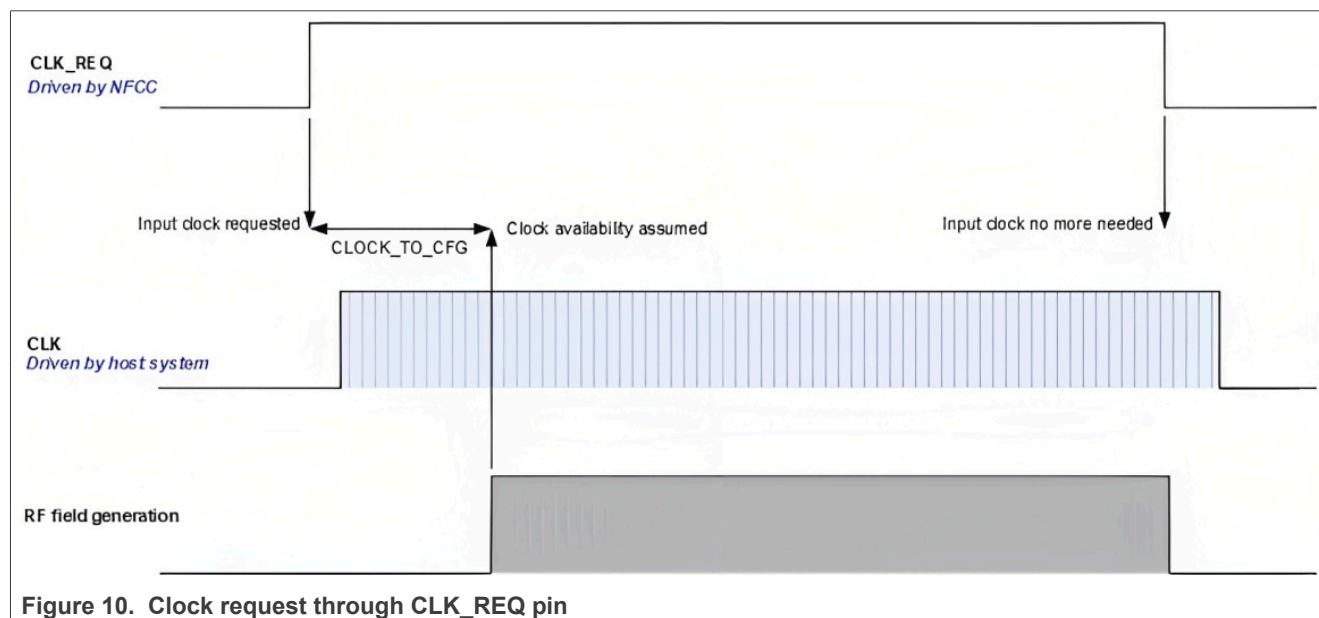 CLK_REQ
Driven by NFCC
Input clock requested
Clock availability assumed
Input clock no more needed
CLOCK_TO_CFG
CLK
Driven by host system
RF field generation
Figure 10. Clock request through CLK_REQ pin